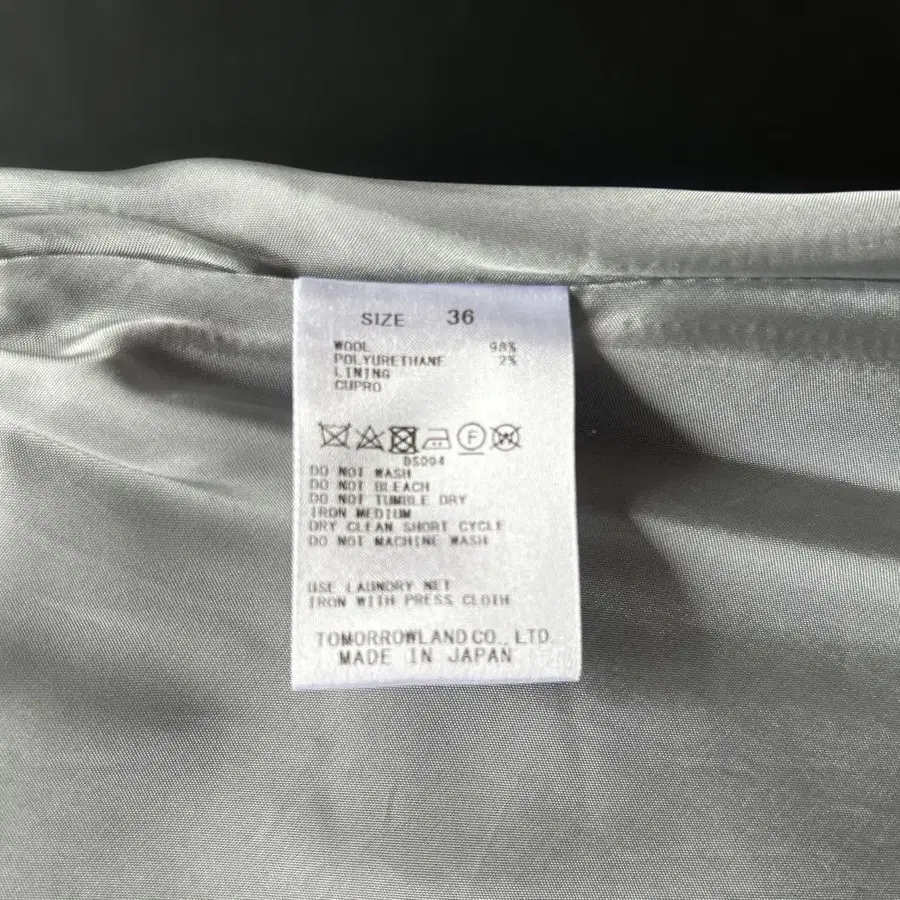 SIZE 36
WOOL 98%
POLYURETHANE 2%
LINING
CUPRO
F W
DS004
DO NOT WASH
DO NOT BLEACH
DO NOT TUMBLE DRY
IRON MEDIUM
DRY CLEAN SHORT CYCLE
DO NOT MACHINE WASH
USE LAUNDRY NET
IRON WITH PRESS CLOTH
TOMORROWLAND CO., LTD.
MADE IN JAPAN